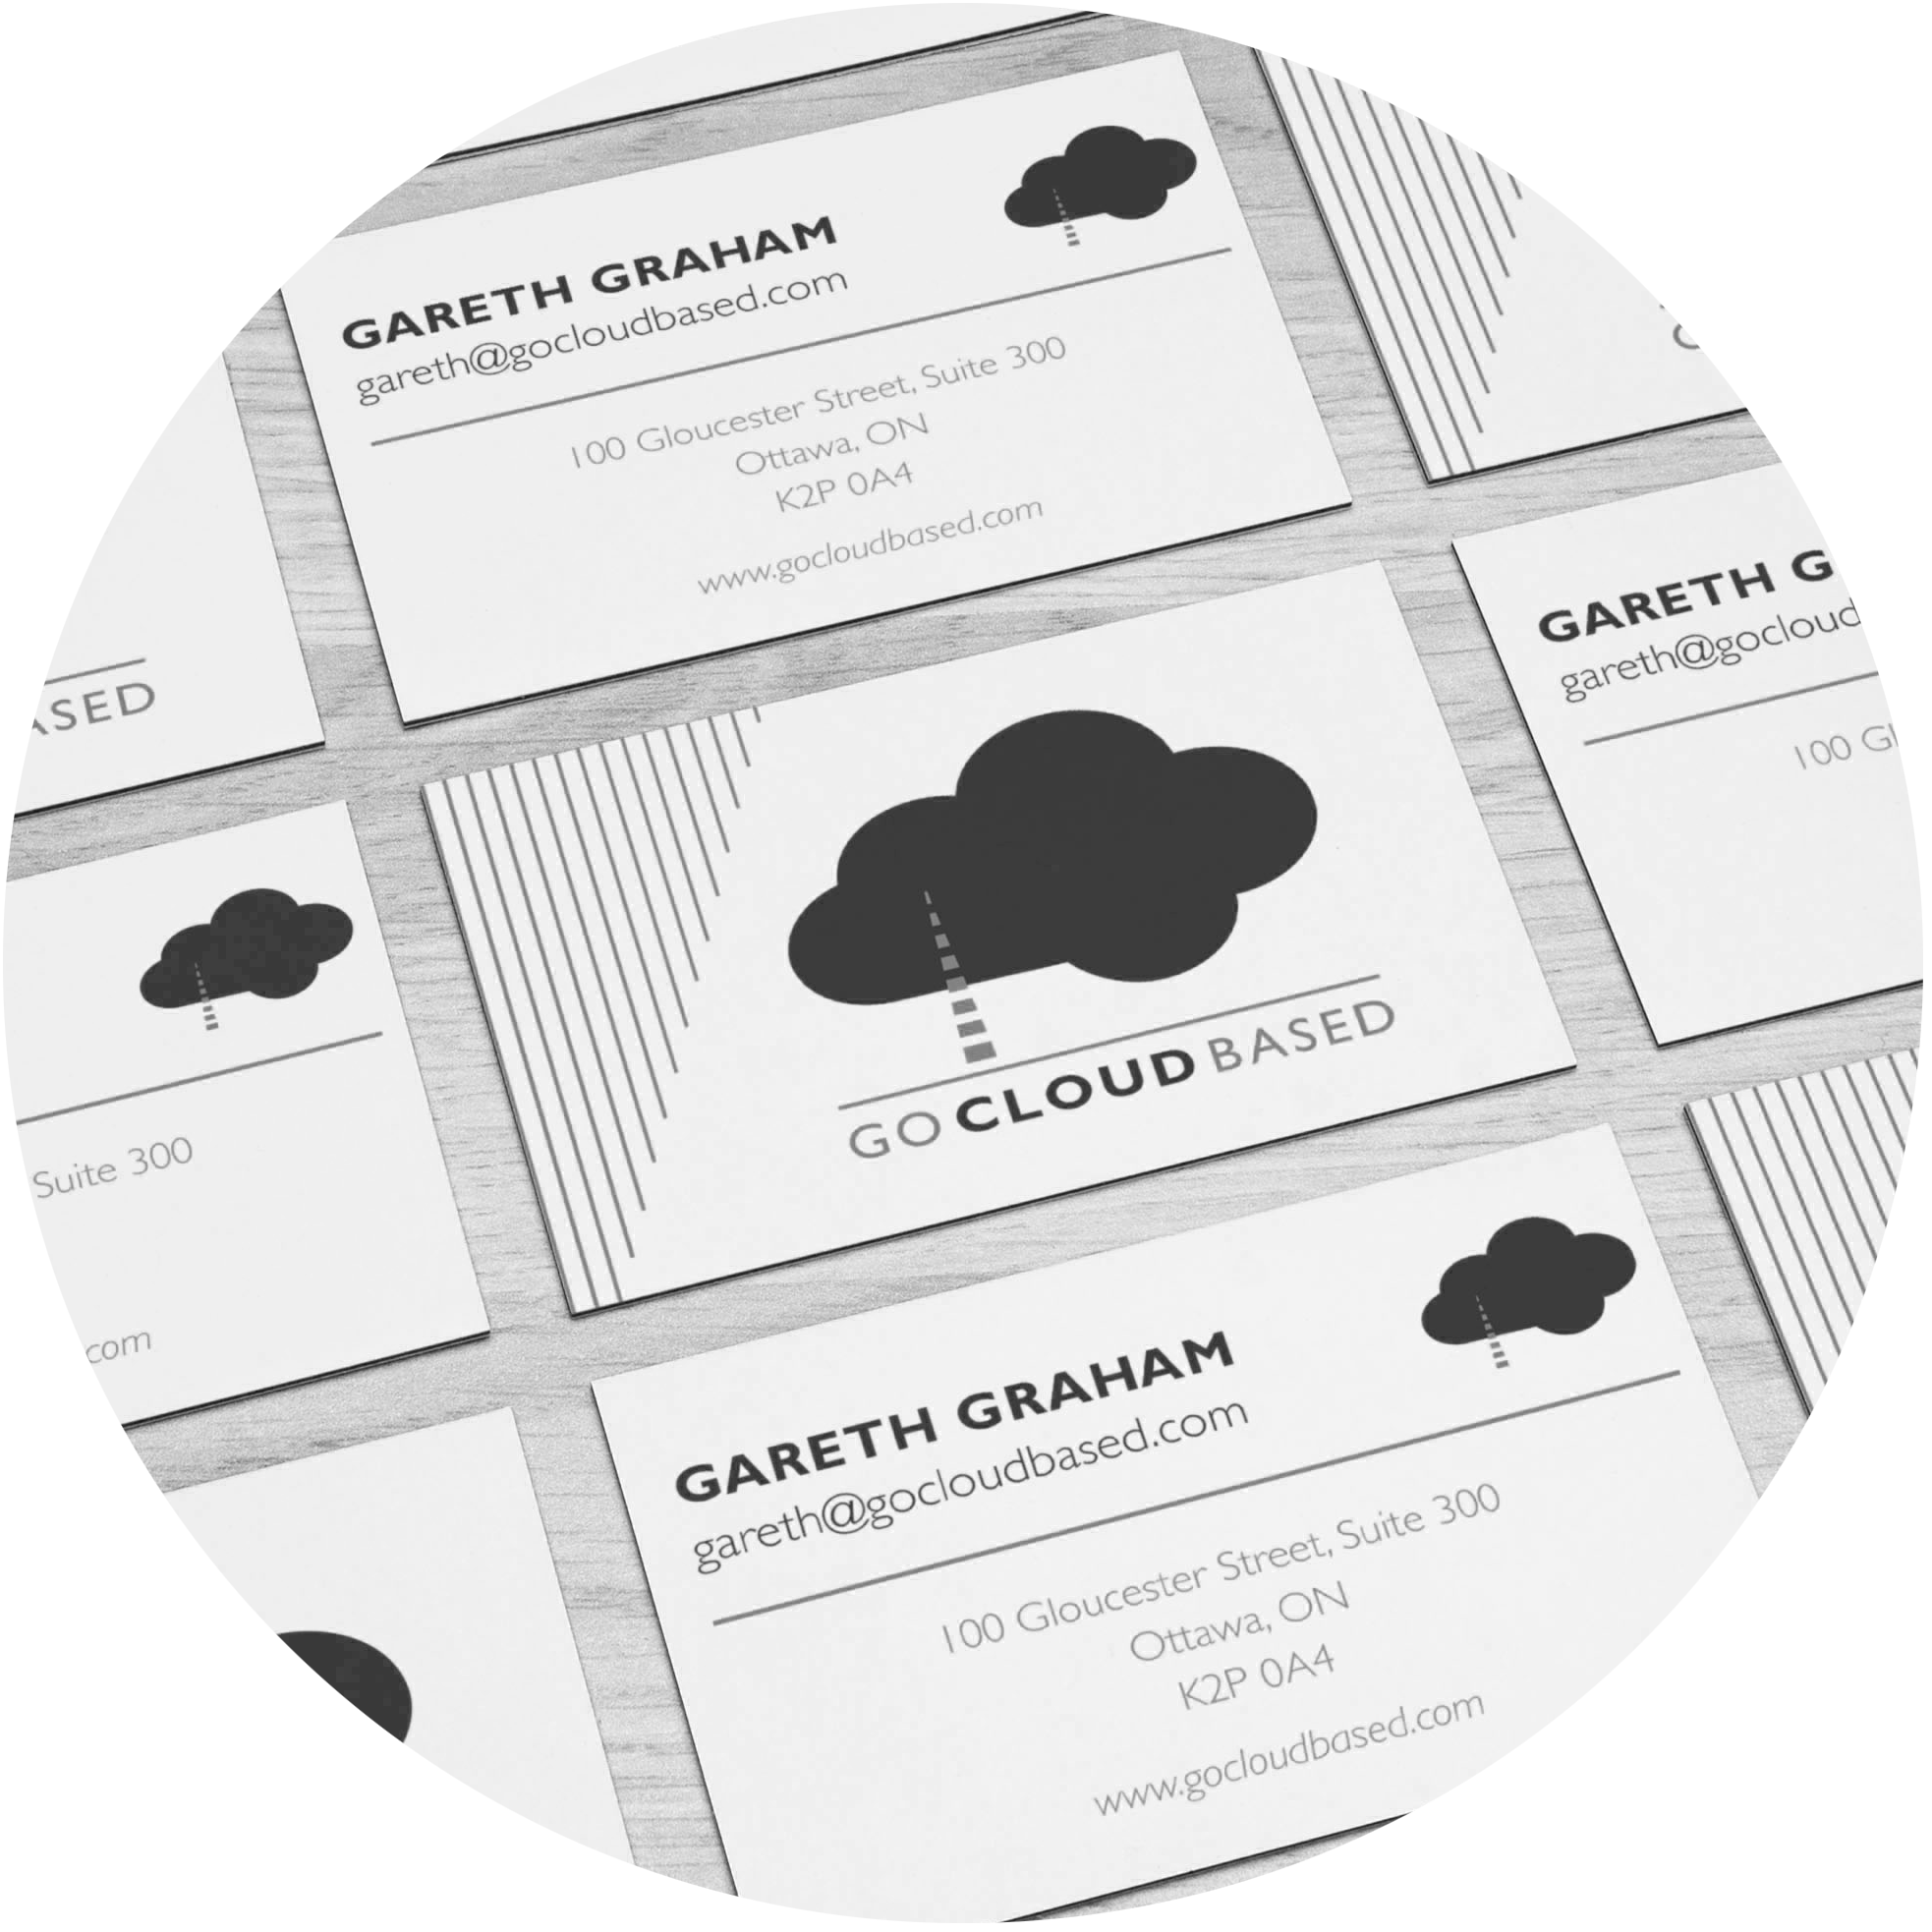 GARETH GRAHAM
gareth@gocloudbased.com
100 Gloucester Street, Suite 300
Ottawa, ON
K2P 0A4
www.gocloudbased.com
GARETH G
gareth@gocloud
100 Gl
ASED
GO CLOUD BASED
Suite 300
.com
GARETH GRAHAM
gareth@gocloudbased.com
100 Gloucester Street, Suite 300
Ottawa, ON
K2P 0A4
www.gocloudbased.com